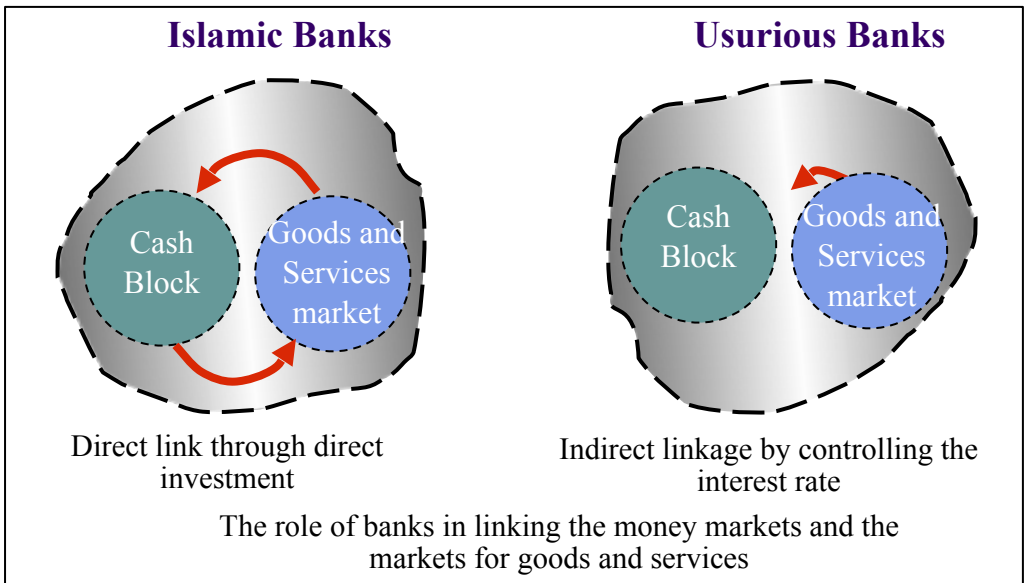 Islamic Banks
Usurious Banks
Cash
Block
Goods and
Services
market
Cash
Block
Goods and
Services
market
Direct link through direct
investment
Indirect linkage by controlling the
interest rate
The role of banks in linking the money markets and the
markets for goods and services